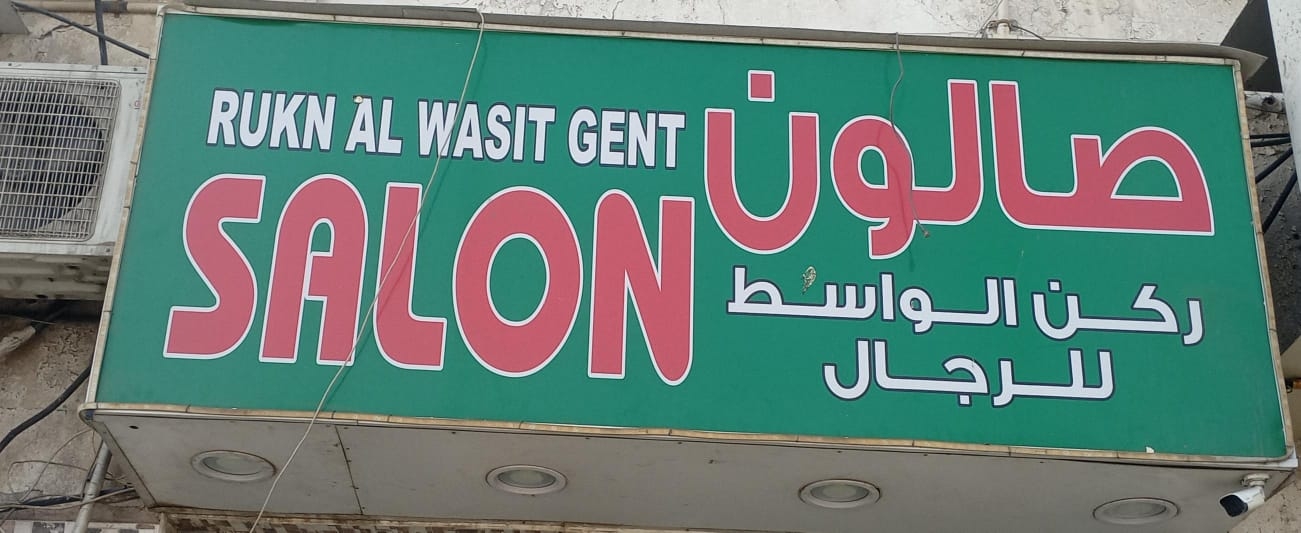 RUKN AL WASIT GENT
SALON
صالون
ركن الواسط
للرجال